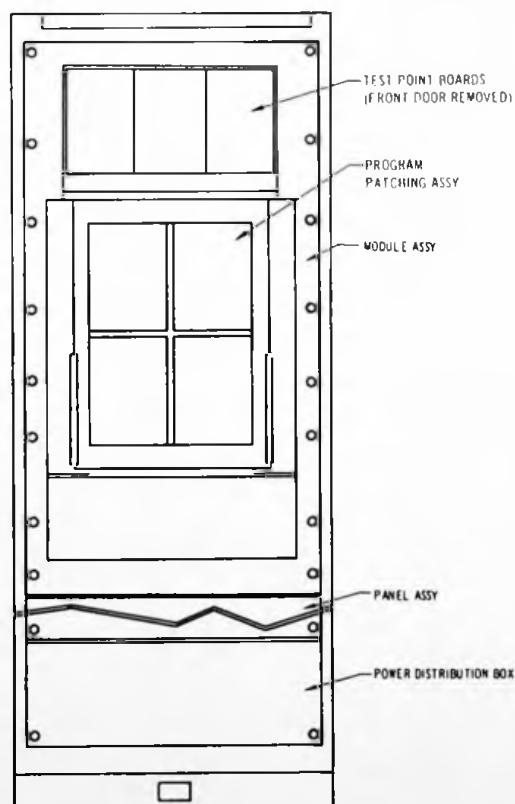 TEST POINT BOARDS
(FRONT DOOR REMOVED)
PROGRAM
PATCHING ASSY
MODULE ASSY
PANEL ASSY
POWER DISTRIBUTION BOX